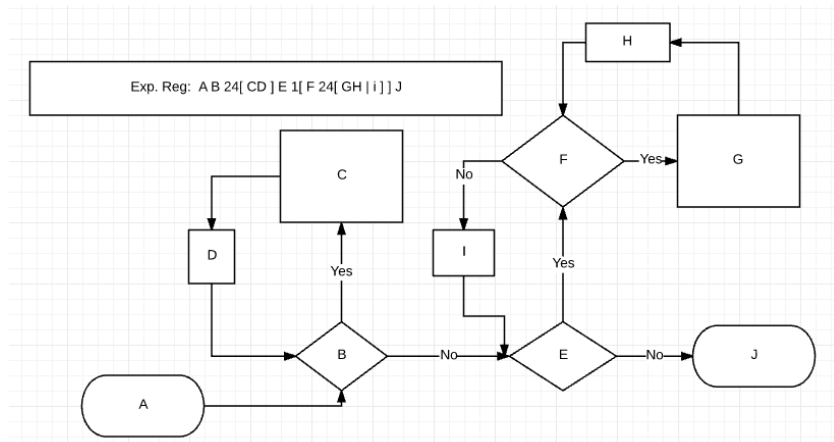 H
Exp. Reg: A B 24[ CD ] E 1[ F 24[ GH | i ] ] J
C
F
Yes
G
No
D
I
Yes
Yes
B
No
E
No
J
A